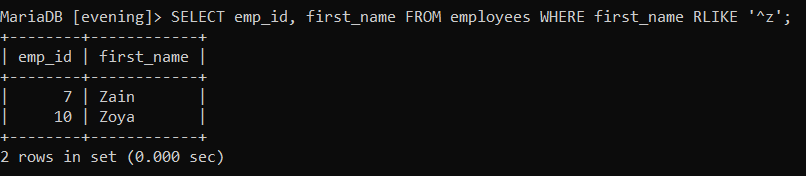 MariaDB [evening]> SELECT emp_id, first_name FROM employees WHERE first_name RLIKE '^z';
+--------+------------+
| emp_id | first_name |
+--------+------------+
|      7 | Zain       |
|     10 | Zoya       |
+--------+------------+
2 rows in set (0.000 sec)